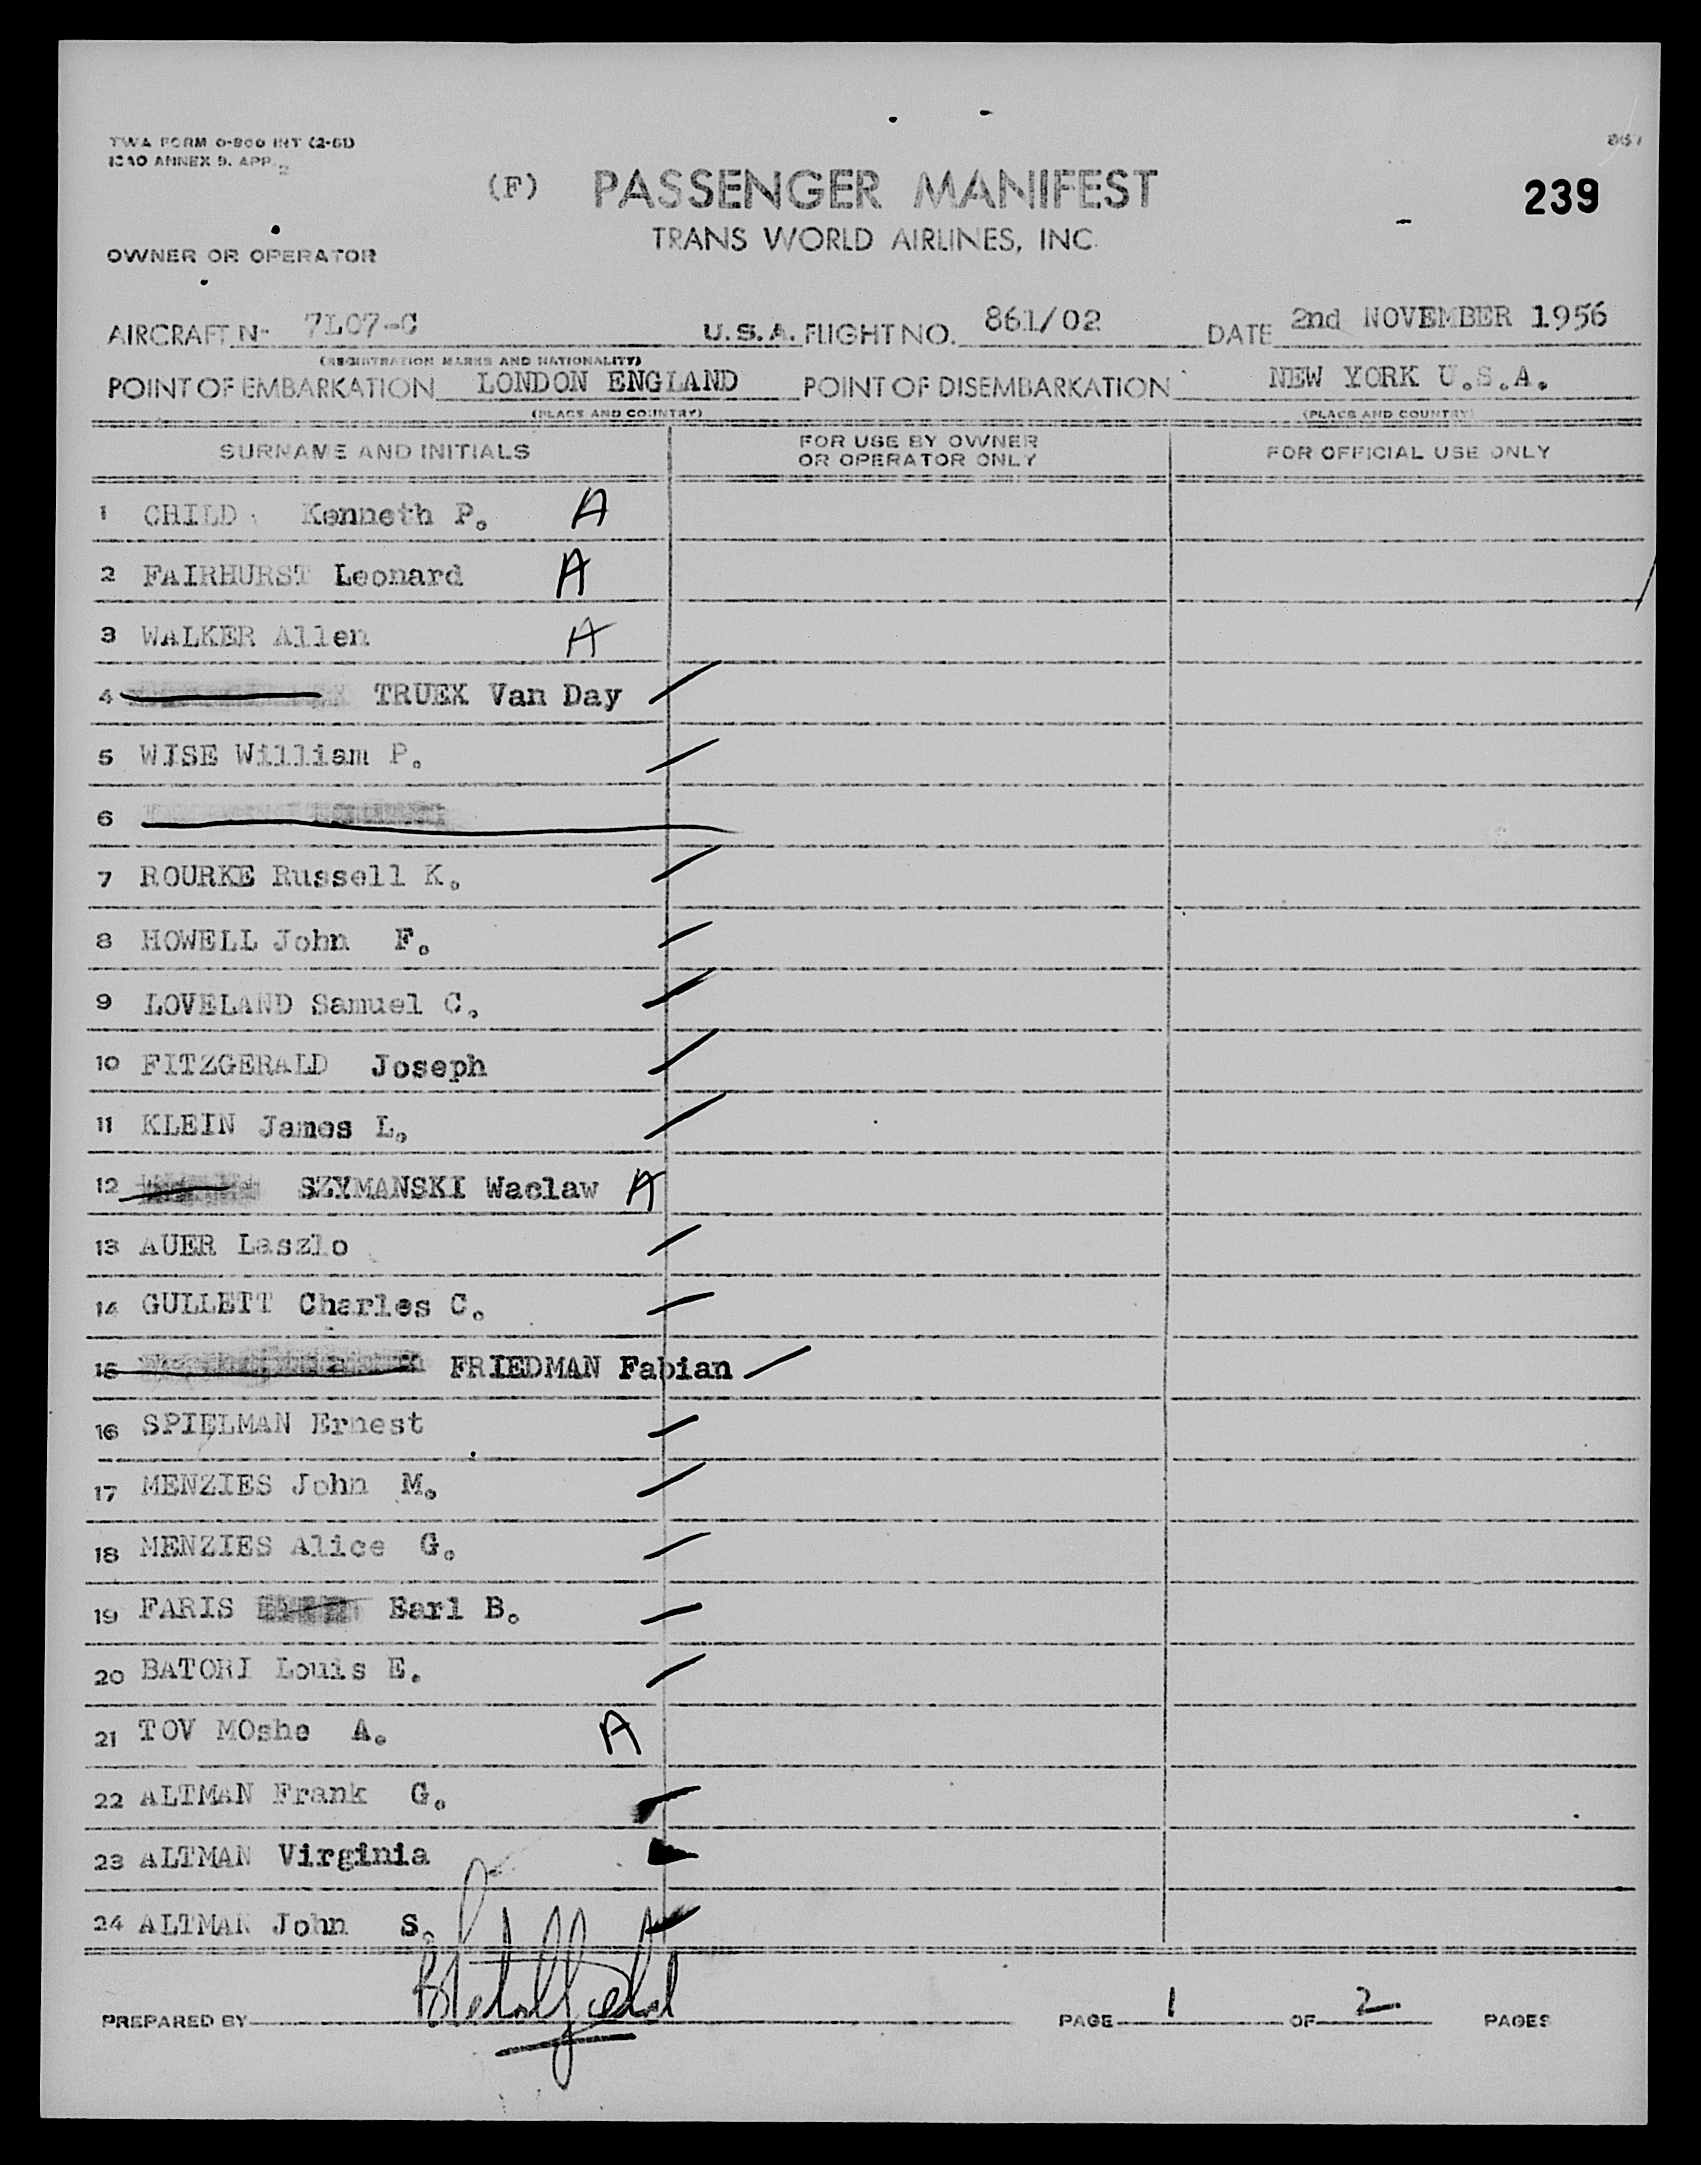 TWA FORM 0-800 INT (2-51)
ICAO ANNEX 9. APP. 2
867
(F) PASSENGER MANIFEST
239
TRANS WORLD AIRLINES, INC.
OWNER OR OPERATOR
AIRCRAFT No 7L07-C U.S.A. FLIGHT NO. 861/02 DATE 2nd NOVEMBER 1956
(REGISTRATION MARKS AND NATIONALITY)
POINT OF EMBARKATION LONDON ENGLAND POINT OF DISEMBARKATION NEW YORK U.S.A.
(PLACE AND COUNTRY) (PLACE AND COUNTRY)
SURNAME AND INITIALS
FOR USE BY OWNER
OR OPERATOR ONLY
FOR OFFICIAL USE ONLY
1 CHILD Kenneth P. A
2 FAIRHURST Leonard A
3 WALKER Allen A
4 TRUEX Van Day
5 WISE William P.
6
7 ROURKE Russell K.
8 HOWELL John F.
9 LOVELAND Samuel C.
10 FITZGERALD Joseph
11 KLEIN James L.
12 SZYMANSKI Waclaw A
13 AUER Laszlo
14 GULLETT Charles C.
15 FRIEDMAN Fabian
16 SPIELMAN Ernest
17 MENZIES John M.
18 MENZIES Alice G.
19 FARIS Earl B.
20 BATORI Louis E.
21 TOV MOshe A. A
22 ALTMAN Frank G.
23 ALTMAN Virginia
24 ALTMAN John S.
PREPARED BY PAGE 1 OF 2 PAGES